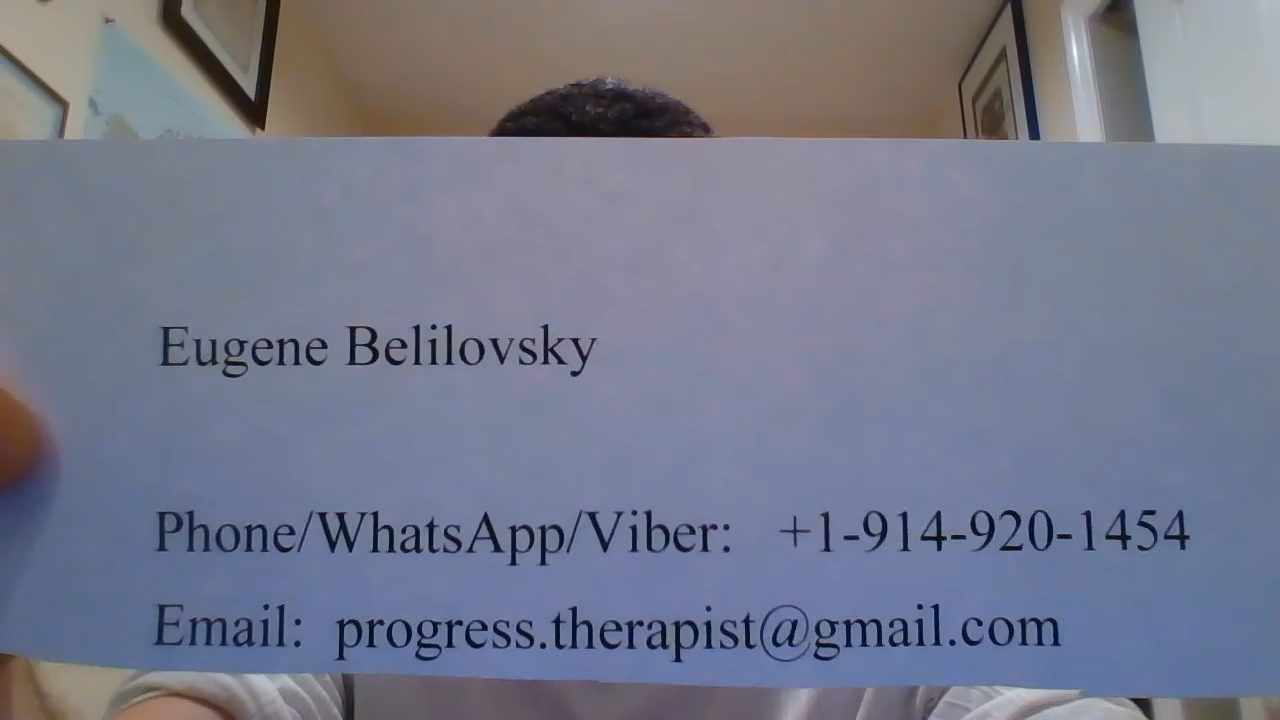 Eugene Belilovsky
Phone/WhatsApp/Viber: +1-914-920-1454
Email: progress.therapist@gmail.com